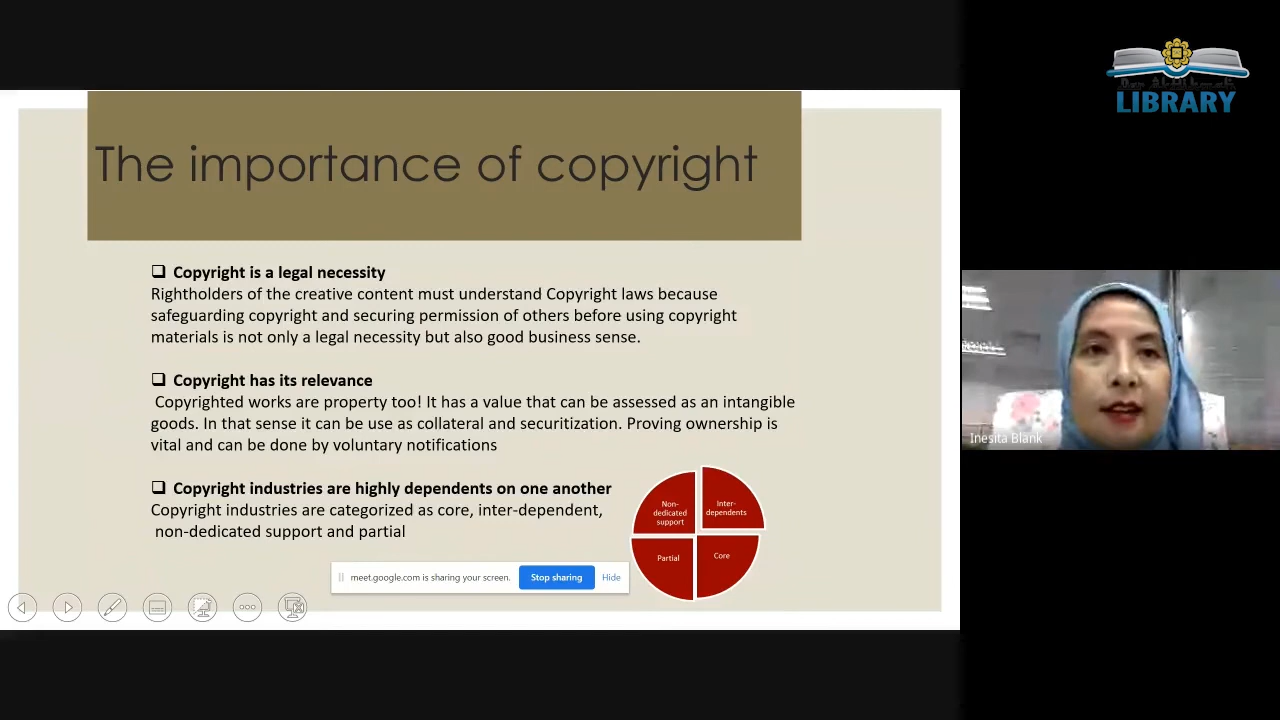 The importance of copyright
❑ Copyright is a legal necessity
Rightholders of the creative content must understand Copyright laws because
safeguarding copyright and securing permission of others before using copyright
materials is not only a legal necessity but also good business sense.
❑ Copyright has its relevance
Copyrighted works are property too! It has a value that can be assessed as an intangible
goods. In that sense it can be use as collateral and securitization. Proving ownership is
vital and can be done by voluntary notifications
❑ Copyright industries are highly dependents on one another
Copyright industries are categorized as core, inter-dependent,
non-dedicated support and partial
Non-
dedicated
support
Inter-
dependents
Partial
Core
meet.google.com is sharing your screen.
Stop sharing
Hide
LIBRARY
Inesita Blank